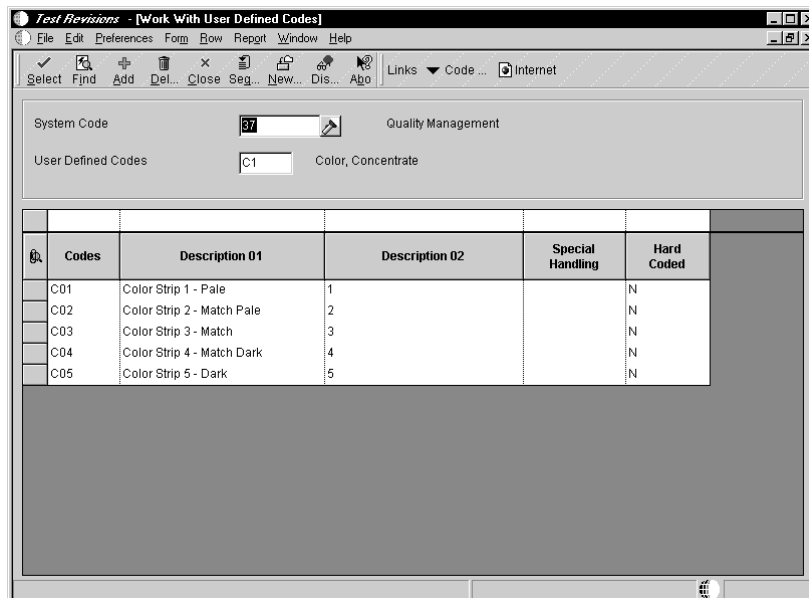 Test Revisions - [Work With User Defined Codes]
File Edit Preferences Form Row Report Window Help
Select Find Add Del... Close Seq... New... Dis... Abo Links Code ... Internet
System Code 37 Quality Management
User Defined Codes C1 Color, Concentrate
Codes Description 01 Description 02 Special Handling Hard Coded
C01 Color Strip 1 - Pale 1 N
C02 Color Strip 2 - Match Pale 2 N
C03 Color Strip 3 - Match 3 N
C04 Color Strip 4 - Match Dark 4 N
C05 Color Strip 5 - Dark 5 N